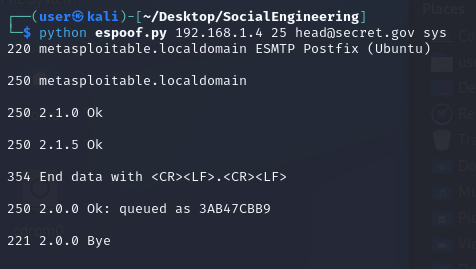 ┌──(user㉿kali)-[~/Desktop/SocialEngineering]
└─$ python espoof.py 192.168.1.4 25 head@secret.gov sys
220 metasploitable.localdomain ESMTP Postfix (Ubuntu)
250 metasploitable.localdomain
250 2.1.0 Ok
250 2.1.5 Ok
354 End data with <CR><LF>.<CR><LF>
250 2.0.0 Ok: queued as 3AB47CBB9
221 2.0.0 Bye